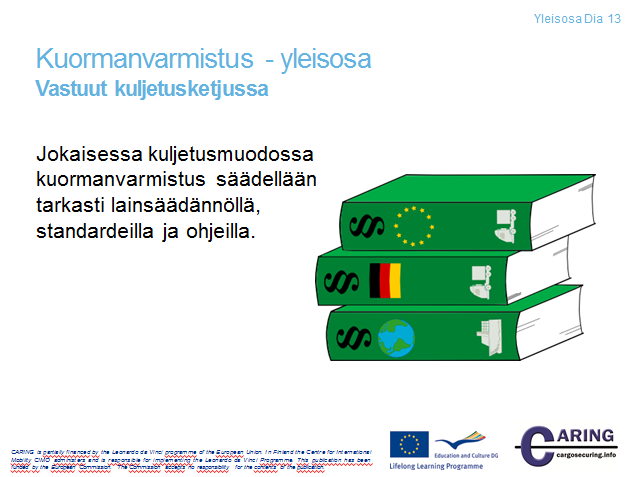 Yleisosa Dia 13
Kuormanvarmistus - yleisosa
Vastuut kuljetusketjussa
Jokaisessa kuljetusmuodossa
kuormanvarmistus säädellään
tarkasti lainsäädännöllä,
standardeilla ja ohjeilla.
§
§
§
CARING is partially financed by the Leonardo da Vinci programme of the European Union. In Finland the Centre for International
Mobility CIMO administers and is responsible for implementing the Leonardo da Vinci Programme. This publication has been
funded by the European Commission. The Commission accepts no responsibility for the contents of the publication.
Education and Culture DG
Lifelong Learning Programme
CARING
cargosecuring.info